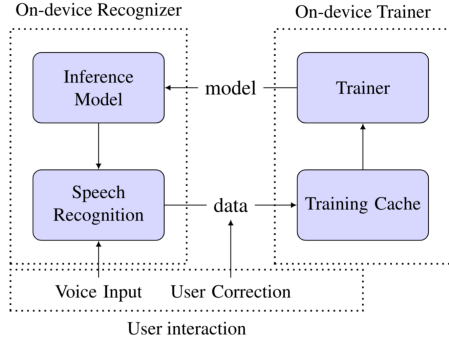 On-device Recognizer
On-device Trainer
Inference
Model
model
Trainer
Speech
Recognition
data
Training Cache
Voice Input
User Correction
User interaction